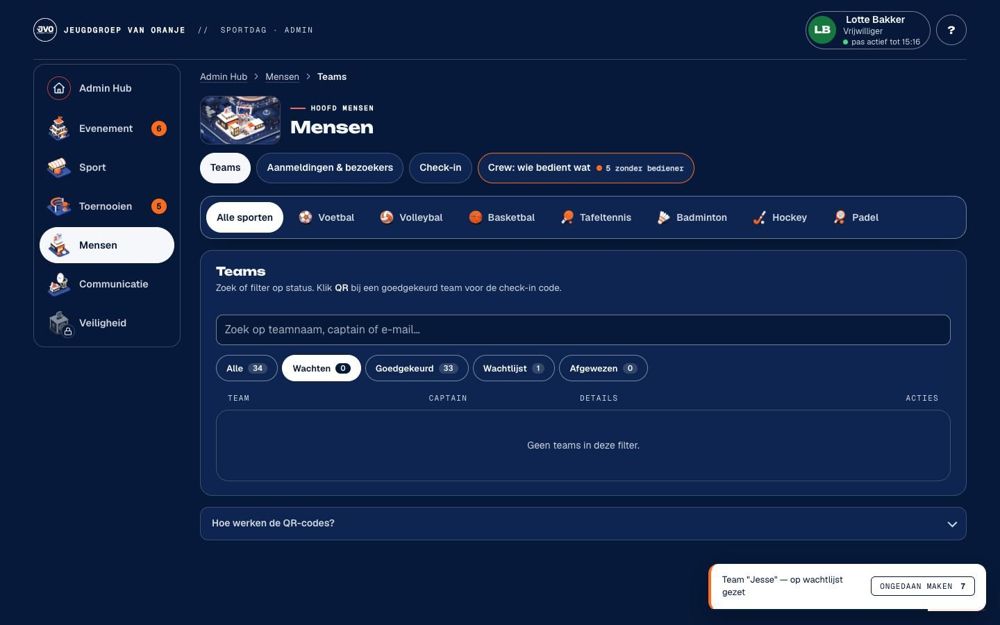 JVO JEUGDGROEP VAN ORANJE // SPORTDAG · ADMIN
LB
Lotte Bakker
Vrijwilliger
pas actief tot 15:16
?
Admin Hub
Evenement 6
Sport
Toernooien 5
Mensen
Communicatie
Veiligheid
Admin Hub > Mensen > Teams
HOOFD MENSEN
Mensen
Teams
Aanmeldingen & bezoekers
Check-in
Crew: wie bedient wat 5 zonder bediener
Alle sporten
Voetbal
Volleybal
Basketbal
Tafeltennis
Badminton
Hockey
Padel
Teams
Zoek of filter op status. Klik QR bij een goedgekeurd team voor de check-in code.
Zoek op teamnaam, captain of e-mail...
Alle 34
Wachten 0
Goedgekeurd 33
Wachtlijst 1
Afgewezen 0
TEAM CAPTAIN DETAILS ACTIES
Geen teams in deze filter.
Hoe werken de QR-codes?
Team "Jesse" — op wachtlijst
gezet
ONGEDAAN MAKEN 7